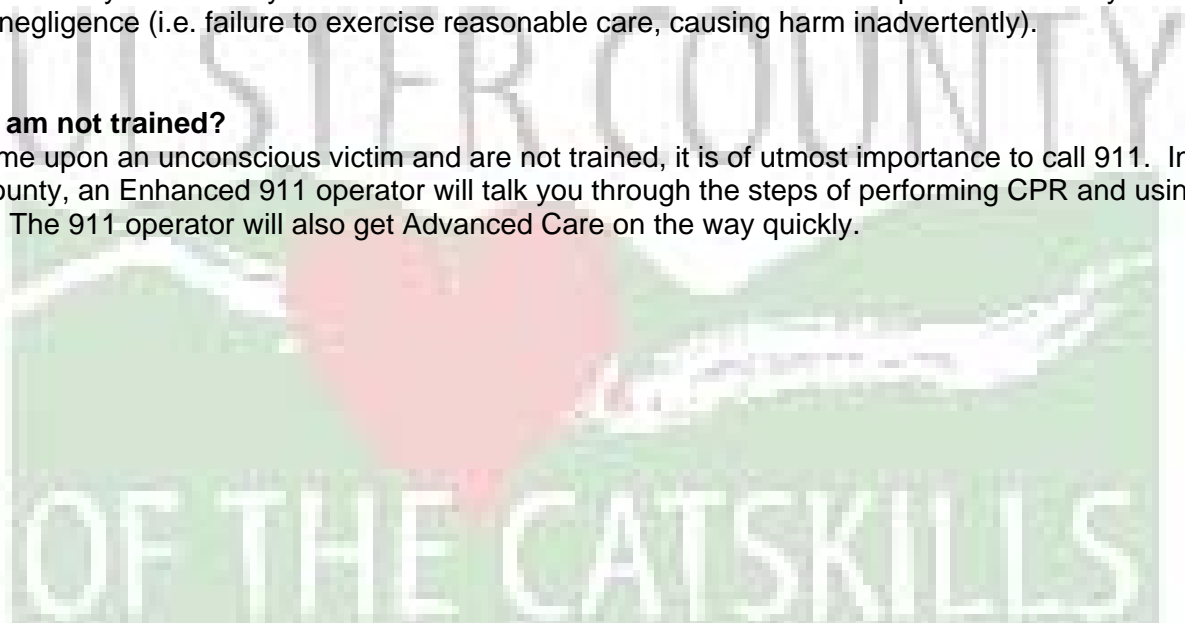 ULSTER COUNTY
negligence (i.e. failure to exercise reasonable care, causing harm inadvertently).
am not trained?
me upon an unconscious victim and are not trained, it is of utmost importance to call 911. In
ounty, an Enhanced 911 operator will talk you through the steps of performing CPR and usin
The 911 operator will also get Advanced Care on the way quickly.
OF THE CATSKILLS